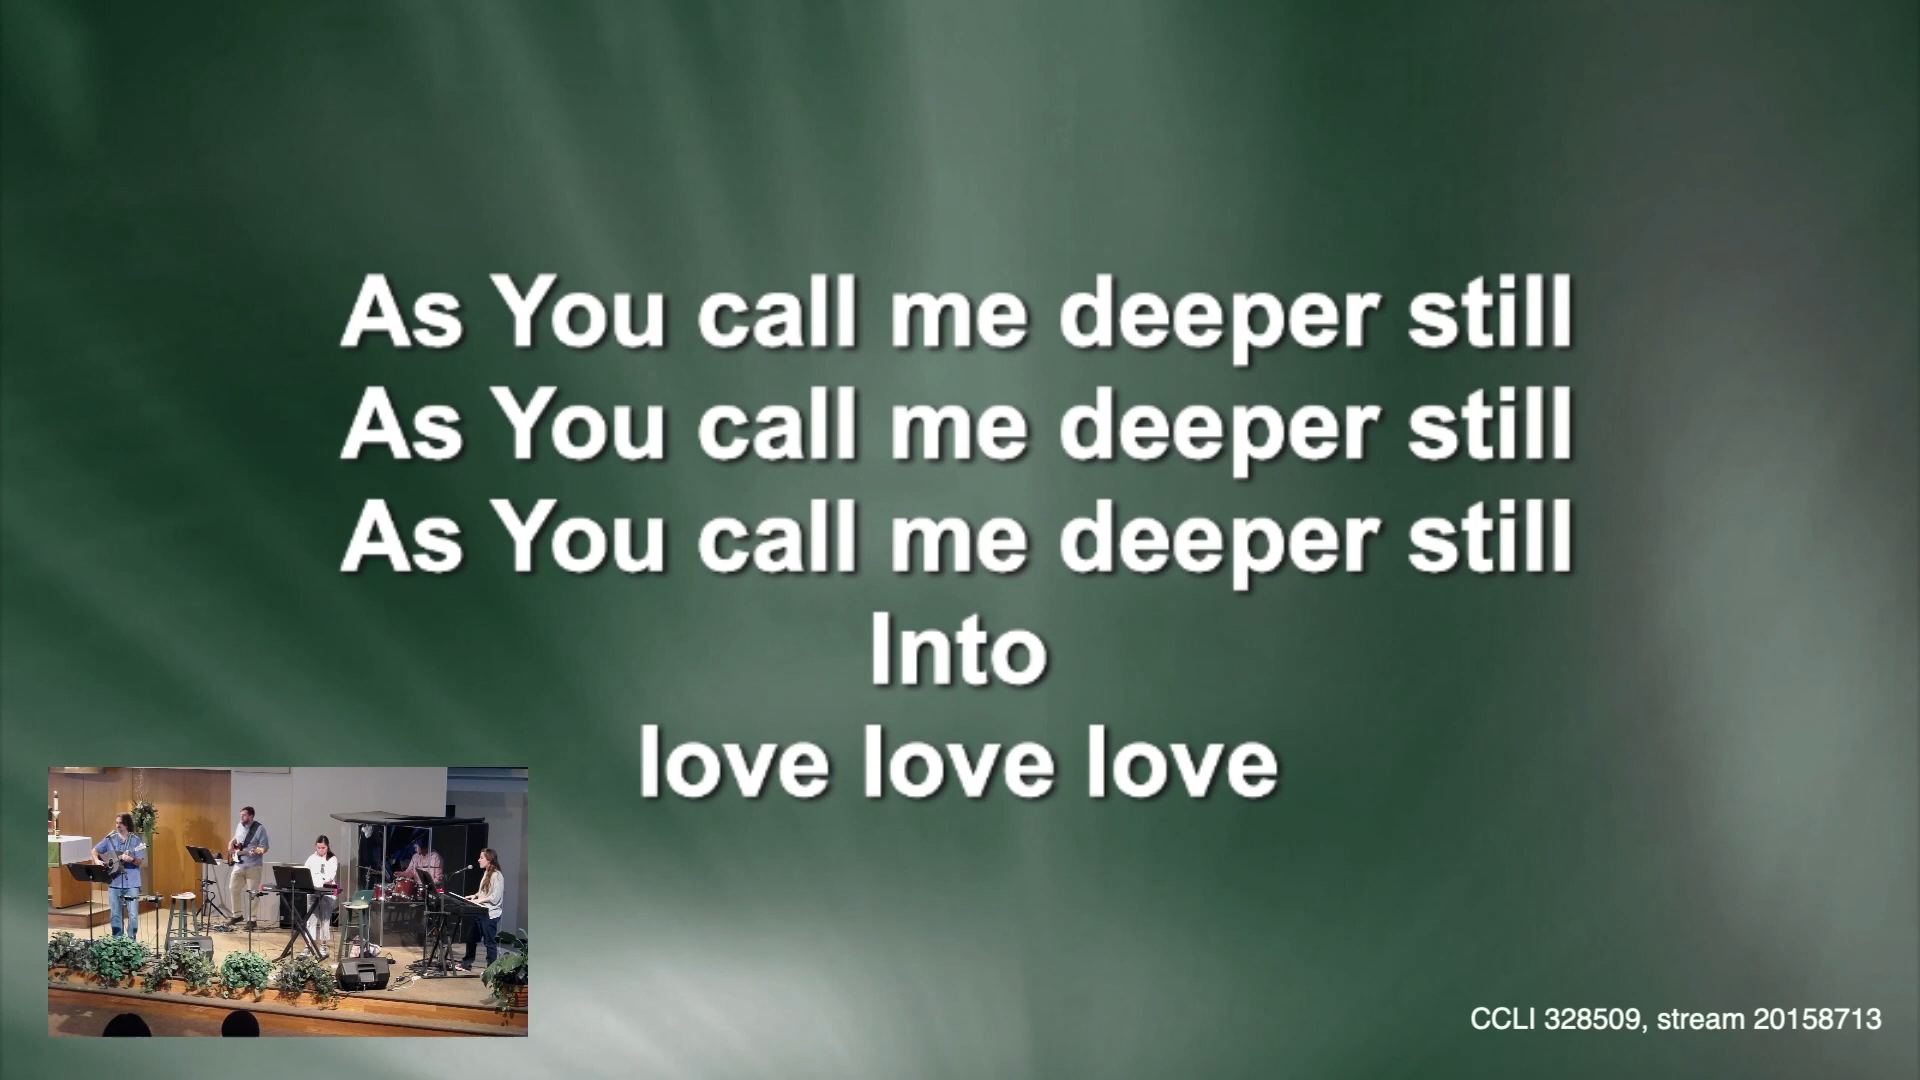 As You call me deeper still
As You call me deeper still
As You call me deeper still
Into
love love love
CCLI 328509, stream 20158713